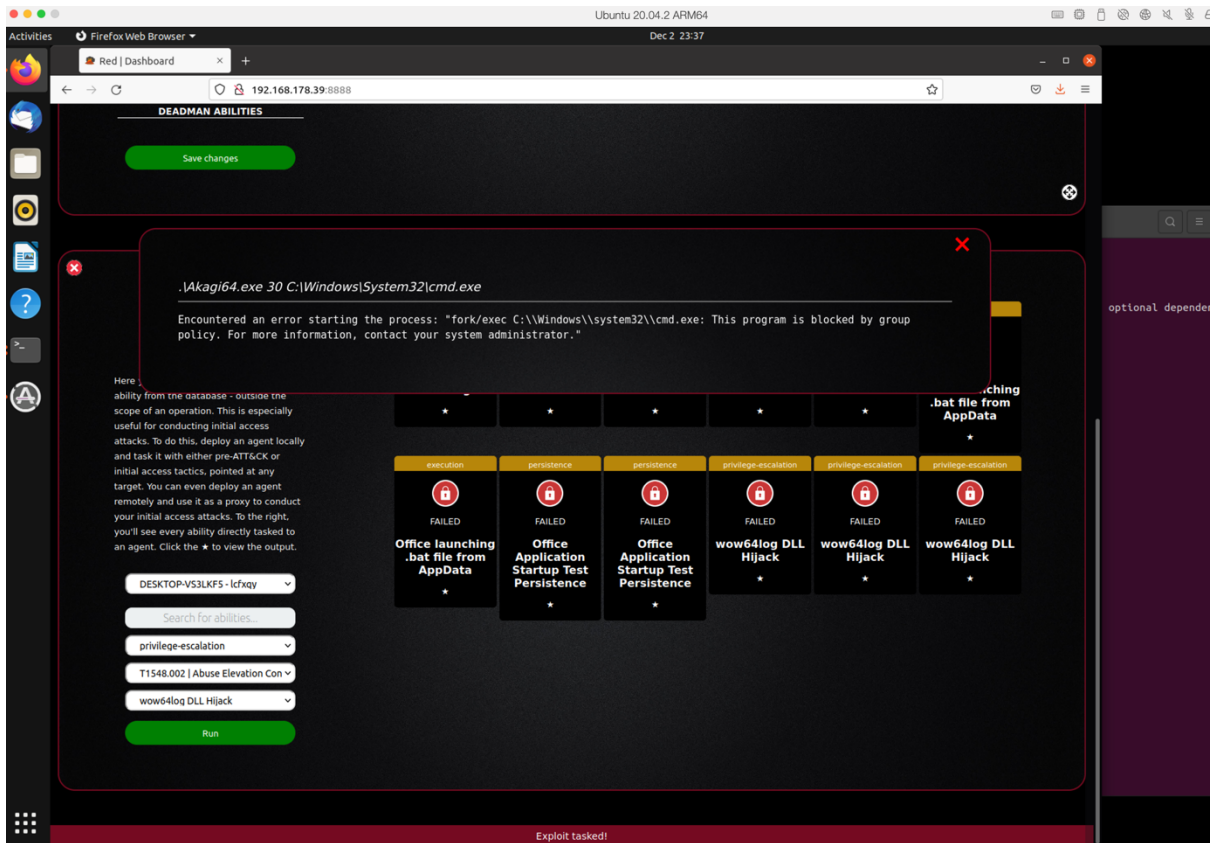 Ubuntu 20.04.2 ARM64
Activities
Firefox Web Browser
Dec 2 23:37
Red | Dashboard
192.168.178.39:8888
DEADMAN ABILITIES
Save changes
.\Akagi64.exe 30 C:\Windows\System32\cmd.exe
Encountered an error starting the process: "fork/exec C:\\Windows\\system32\\cmd.exe: This program is blocked by group
policy. For more information, contact your system administrator."
optional depender
Here
ability from the database - outside the
scope of an operation. This is especially
useful for conducting initial access
attacks. To do this, deploy an agent locally
and task it with either pre-ATT&CK or
initial access tactics, pointed at any
target. You can even deploy an agent
remotely and use it as a proxy to conduct
your initial access attacks. To the right,
you'll see every ability directly tasked to
an agent. Click the ★ to view the output.
DESKTOP-VS3LKF5 - lcfxqy
Search for abilities...
privilege-escalation
T1548.002 | Abuse Elevation Con
wow64log DLL Hijack
Run
ching
.bat file from
AppData
★ ★ ★ ★ ★ ★
execution
FAILED
Office launching
.bat file from
AppData
★
persistence
FAILED
Office
Application
Startup Test
Persistence
★
persistence
FAILED
Office
Application
Startup Test
Persistence
★
privilege-escalation
FAILED
wow64log DLL
Hijack
★
privilege-escalation
FAILED
wow64log DLL
Hijack
★
privilege-escalation
FAILED
wow64log DLL
Hijack
★
Exploit tasked!